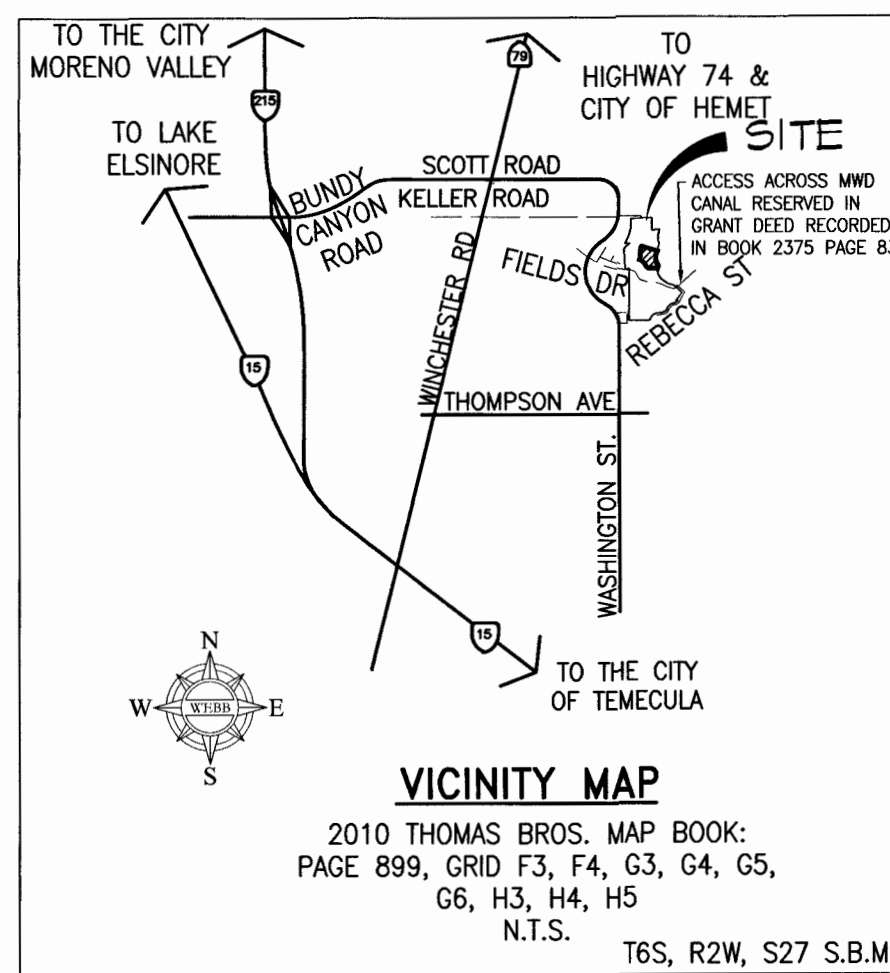 TO THE CITY
MORENO VALLEY
215
TO LAKE
ELSINORE
79
TO
HIGHWAY 74 &
CITY OF HEMET
SITE
ACCESS ACROSS MWD
CANAL RESERVED IN
GRANT DEED RECORDED
IN BOOK 2375 PAGE 83
SCOTT ROAD
KELLER ROAD
BUNDY
CANYON
ROAD
FIELDS DR
REBECCA ST
WINCHESTER RD
15
THOMPSON AVE
WASHINGTON ST.
15
TO THE CITY
OF TEMECULA
N
W
WEBB
E
S
VICINITY MAP
2010 THOMAS BROS. MAP BOOK:
PAGE 899, GRID F3, F4, G3, G4, G5,
G6, H3, H4, H5
N.T.S.
T6S, R2W, S27 S.B.M